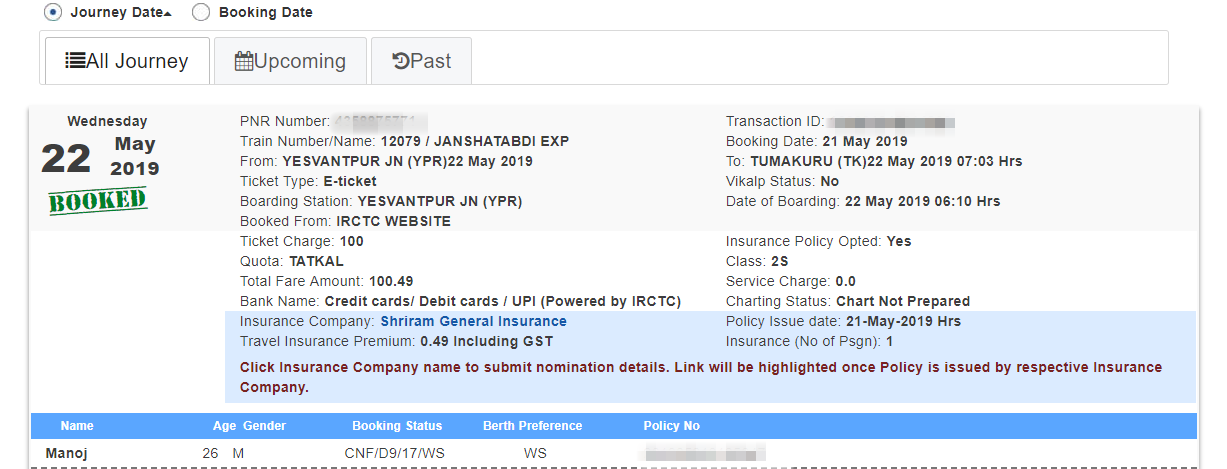 Journey Date Booking Date
All Journey Upcoming Past
Wednesday
22 May 2019
BOOKED
PNR Number: Transaction ID:
Train Number/Name: 12079 / JANSHATABDI EXP Booking Date: 21 May 2019
From: YESVANTPUR JN (YPR)22 May 2019 To: TUMAKURU (TK)22 May 2019 07:03 Hrs
Ticket Type: E-ticket Vikalp Status: No
Boarding Station: YESVANTPUR JN (YPR) Date of Boarding: 22 May 2019 06:10 Hrs
Booked From: IRCTC WEBSITE
Ticket Charge: 100 Insurance Policy Opted: Yes
Quota: TATKAL Class: 2S
Total Fare Amount: 100.49 Service Charge: 0.0
Bank Name: Credit cards/ Debit cards / UPI (Powered by IRCTC) Charting Status: Chart Not Prepared
Insurance Company: Shriram General Insurance Policy Issue date: 21-May-2019 Hrs
Travel Insurance Premium: 0.49 Including GST Insurance (No of Psgn): 1
Click Insurance Company name to submit nomination details. Link will be highlighted once Policy is issued by respective Insurance
Company.
Name Age Gender Booking Status Berth Preference Policy No
Manoj 26 M CNF/D9/17/WS WS